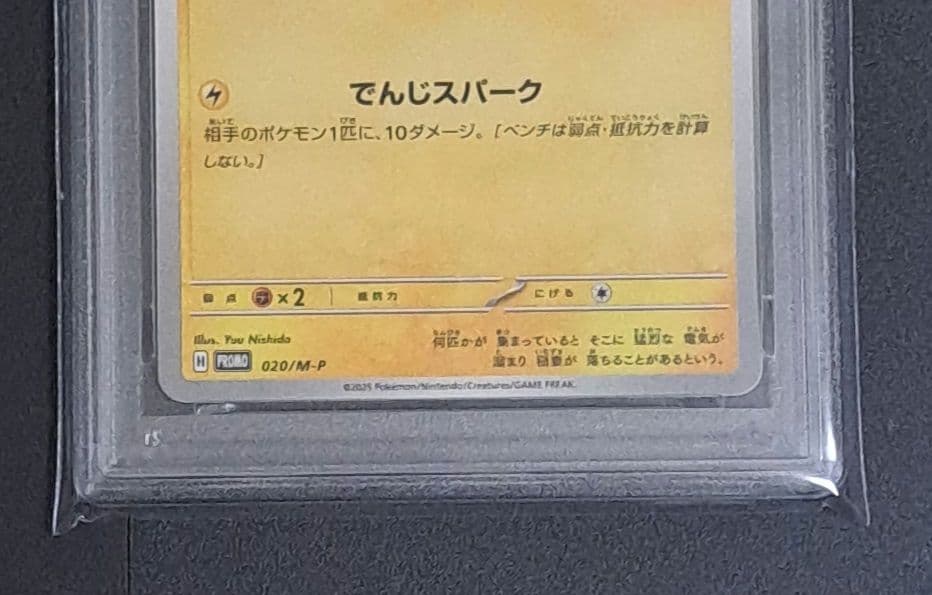 でんじスパーク
相手のポケモン1匹に、10ダメージ。[ベンチは弱点・抵抗力を計算
しない。]
弱点 ×2 抵抗力 にげる
Illus. Yuu Nishida
何匹かが 集まっていると そこに 猛烈な 電気が
H PROMO 020/M-P
溜まり 稲妻が 落ちることがあるという。
©2025 Pokémon/Nintendo/Creatures/GAME FREAK.